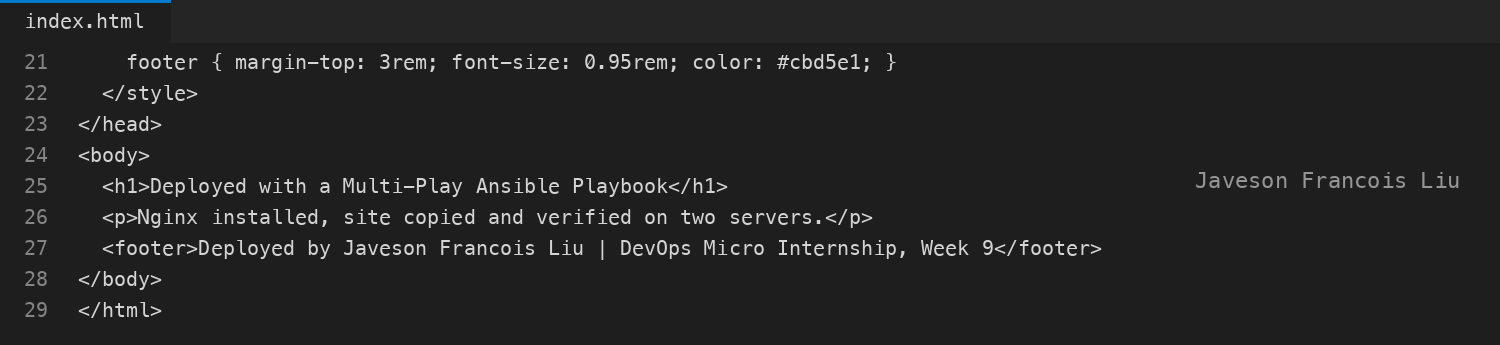 index.html
21 footer { margin-top: 3rem; font-size: 0.95rem; color: #cbd5e1; }
22 </style>
23 </head>
24 <body>
25 <h1>Deployed with a Multi-Play Ansible Playbook</h1>
Javeson Francois Liu
26 <p>Nginx installed, site copied and verified on two servers.</p>
27 <footer>Deployed by Javeson Francois Liu | DevOps Micro Internship, Week 9</footer>
28 </body>
29 </html>